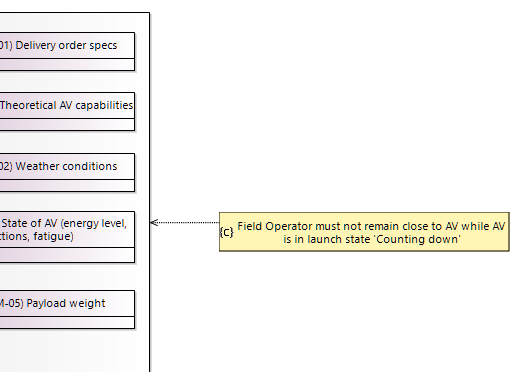 01) Delivery order specs
Theoretical AV capabilities
02) Weather conditions
State of AV (energy level,
ctions, fatigue)
{c} Field Operator must not remain close to AV while AV
is in launch state 'Counting down'
M-05) Payload weight